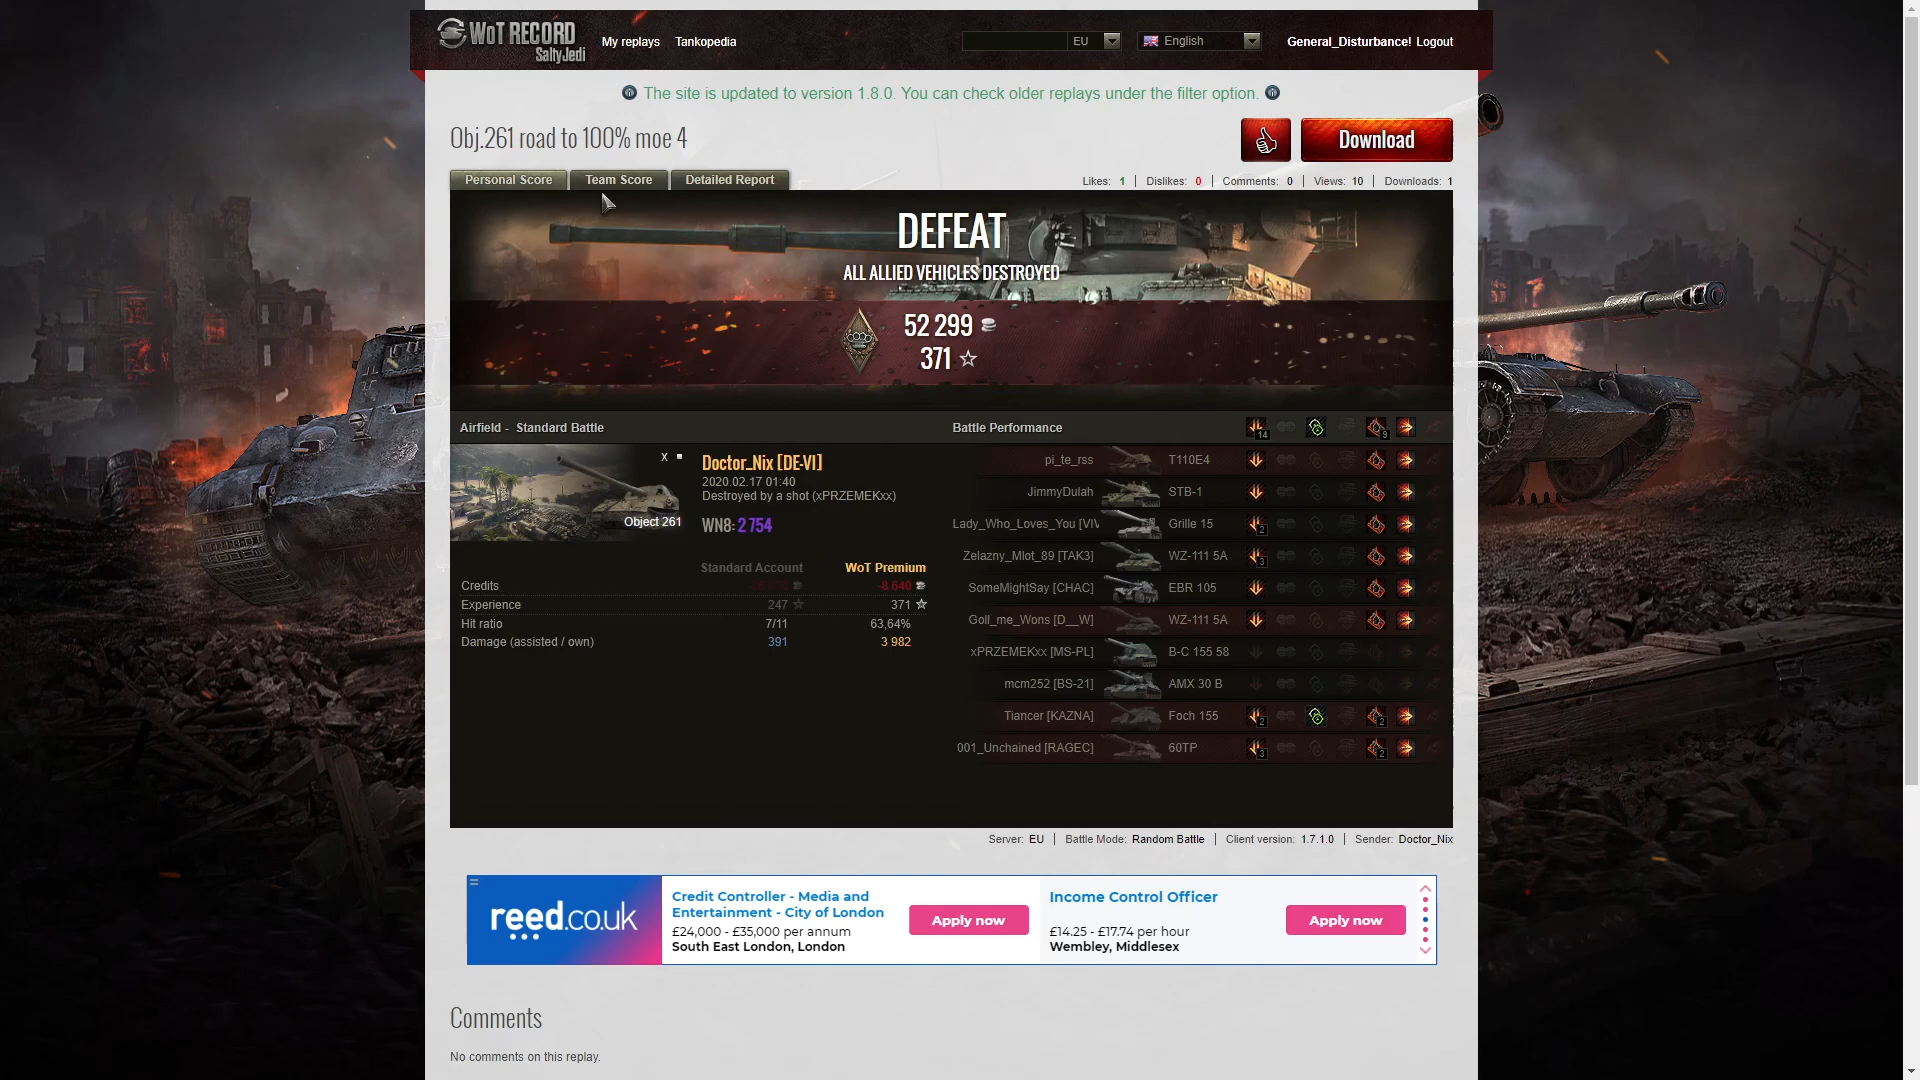 WoT RECORD
SaltyJedi
My replays
Tankopedia
EU
English
General_Disturbance! Logout
The site is updated to version 1.8.0. You can check older replays under the filter option.
Obj.261 road to 100% moe 4
Download
Personal Score
Team Score
Detailed Report
Likes: 1 | Dislikes: 0 | Comments: 0 | Views: 10 | Downloads: 1
DEFEAT
ALL ALLIED VEHICLES DESTROYED
52 299
371
Airfield - Standard Battle
Battle Performance
14
9
X
Doctor_Nix [DE-VI]
2020.02.17 01:40
Destroyed by a shot (xPRZEMEKxx)
Object 261
WN8: 2 754
Standard Account
WoT Premium
Credits
-8 640
Experience 247 371
Hit ratio 7/11 63,64%
Damage (assisted / own) 391 3 982
pi_te_rss T110E4
JimmyDulah STB-1
Lady_Who_Loves_You [VIV Grille 15 2
Zelazny_Mlot_89 [TAK3] WZ-111 5A 3
SomeMightSay [CHAC] EBR 105
Goll_me_Wons [D__W] WZ-111 5A
xPRZEMEKxx [MS-PL] B-C 155 58
mcm252 [BS-21] AMX 30 B
Tiancer [KAZNA] Foch 155 2 2
001_Unchained [RAGEC] 60TP 3 2
Server: EU | Battle Mode: Random Battle | Client version: 1.7.1.0 | Sender: Doctor_Nix
reed.co.uk
Credit Controller - Media and
Entertainment - City of London
£24,000 - £35,000 per annum
South East London, London
Apply now
Income Control Officer
£14.25 - £17.74 per hour
Wembley, Middlesex
Apply now
Comments
No comments on this replay.